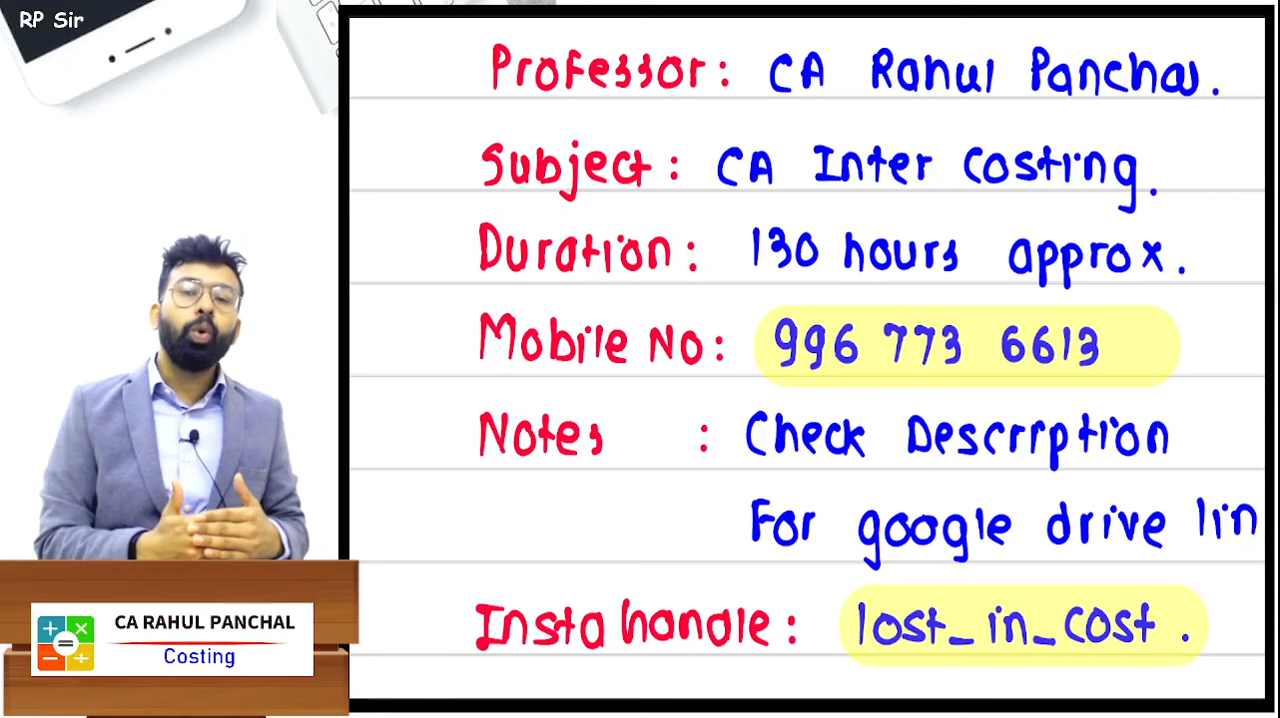 RP Sir
Professor: CA Rahul Panchal.
Subject: CA Inter Costing.
Duration: 130 hours approx.
Mobile No: 996 773 6613
Notes : Check Description
For google drive lin
Insta handle: lost_in_cost.
CA RAHUL PANCHAL
Costing